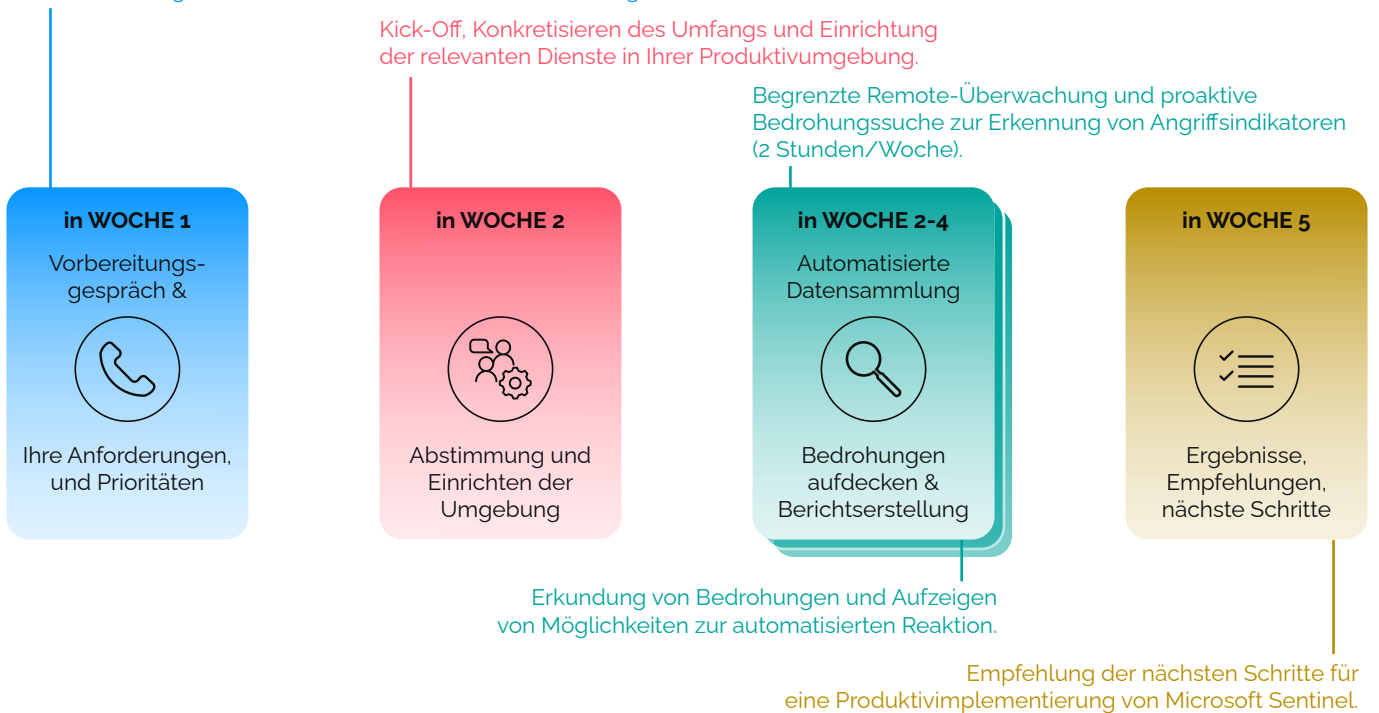 Kick-Off, Konkretisieren des Umfangs und Einrichtung
der relevanten Dienste in Ihrer Produktivumgebung.
Begrenzte Remote-Überwachung und proaktive
Bedrohungssuche zur Erkennung von Angriffsindikatoren
(2 Stunden/Woche).
in WOCHE 1
Vorbereitungs-
gespräch &
Ihre Anforderungen,
und Prioritäten
in WOCHE 2
Abstimmung und
Einrichten der
Umgebung
in WOCHE 2-4
Automatisierte
Datensammlung
Bedrohungen
aufdecken &
Berichtserstellung
in WOCHE 5
Ergebnisse,
Empfehlungen,
nächste Schritte
Erkundung von Bedrohungen und Aufzeigen
von Möglichkeiten zur automatisierten Reaktion.
Empfehlung der nächsten Schritte für
eine Produktivimplementierung von Microsoft Sentinel.